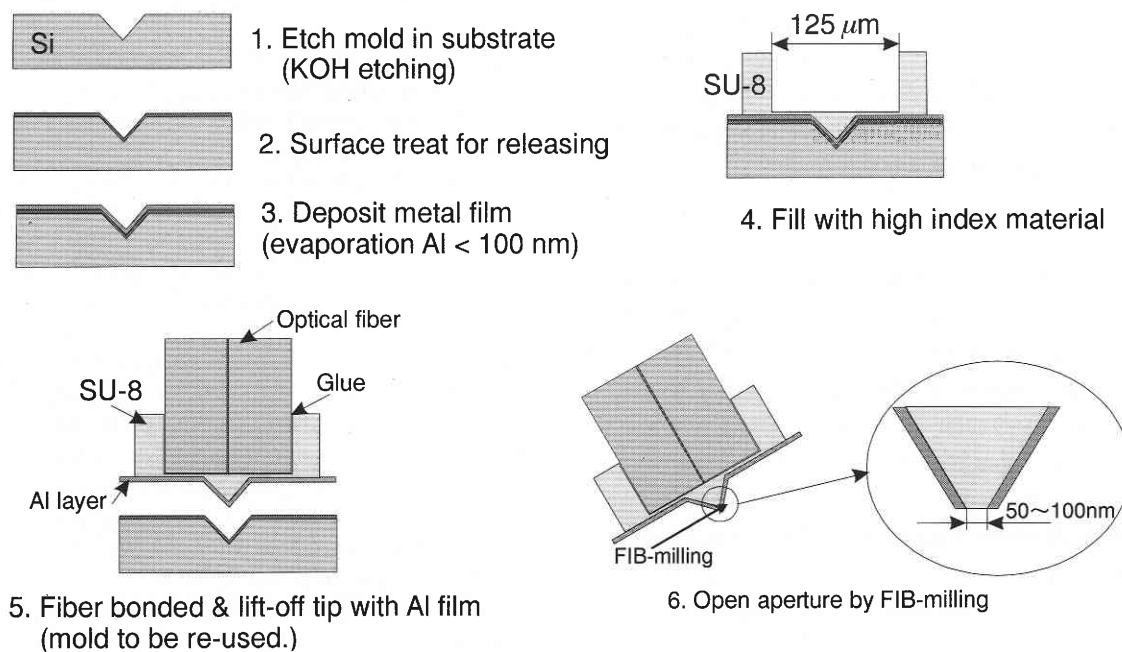 Si
1. Etch mold in substrate
(KOH etching)
2. Surface treat for releasing
3. Deposit metal film
(evaporation Al < 100 nm)
125 μm
SU-8
4. Fill with high index material
Optical fiber
SU-8
Glue
Al layer
5. Fiber bonded & lift-off tip with Al film
(mold to be re-used.)
50~100nm
FIB-milling
6. Open aperture by FIB-milling